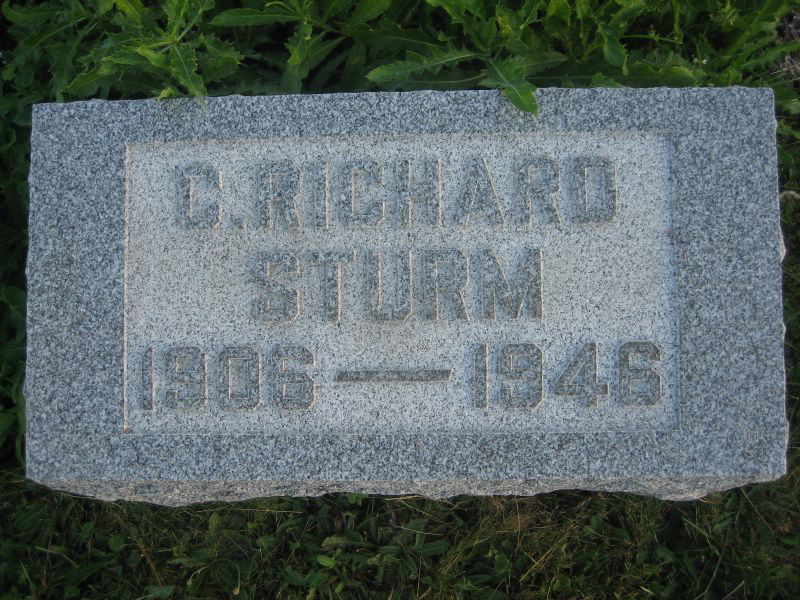 C. RICHARD
STURM
1906 — 1946